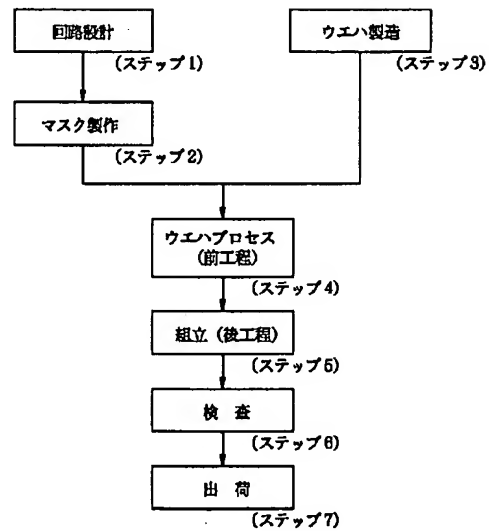 回路設計
(ステップ1)
ウエハ製造
(ステップ3)
マスク製作
(ステップ2)
ウエハプロセス
(前工程)
(ステップ4)
組立(後工程)
(ステップ5)
検 査
(ステップ6)
出 荷
(ステップ7)